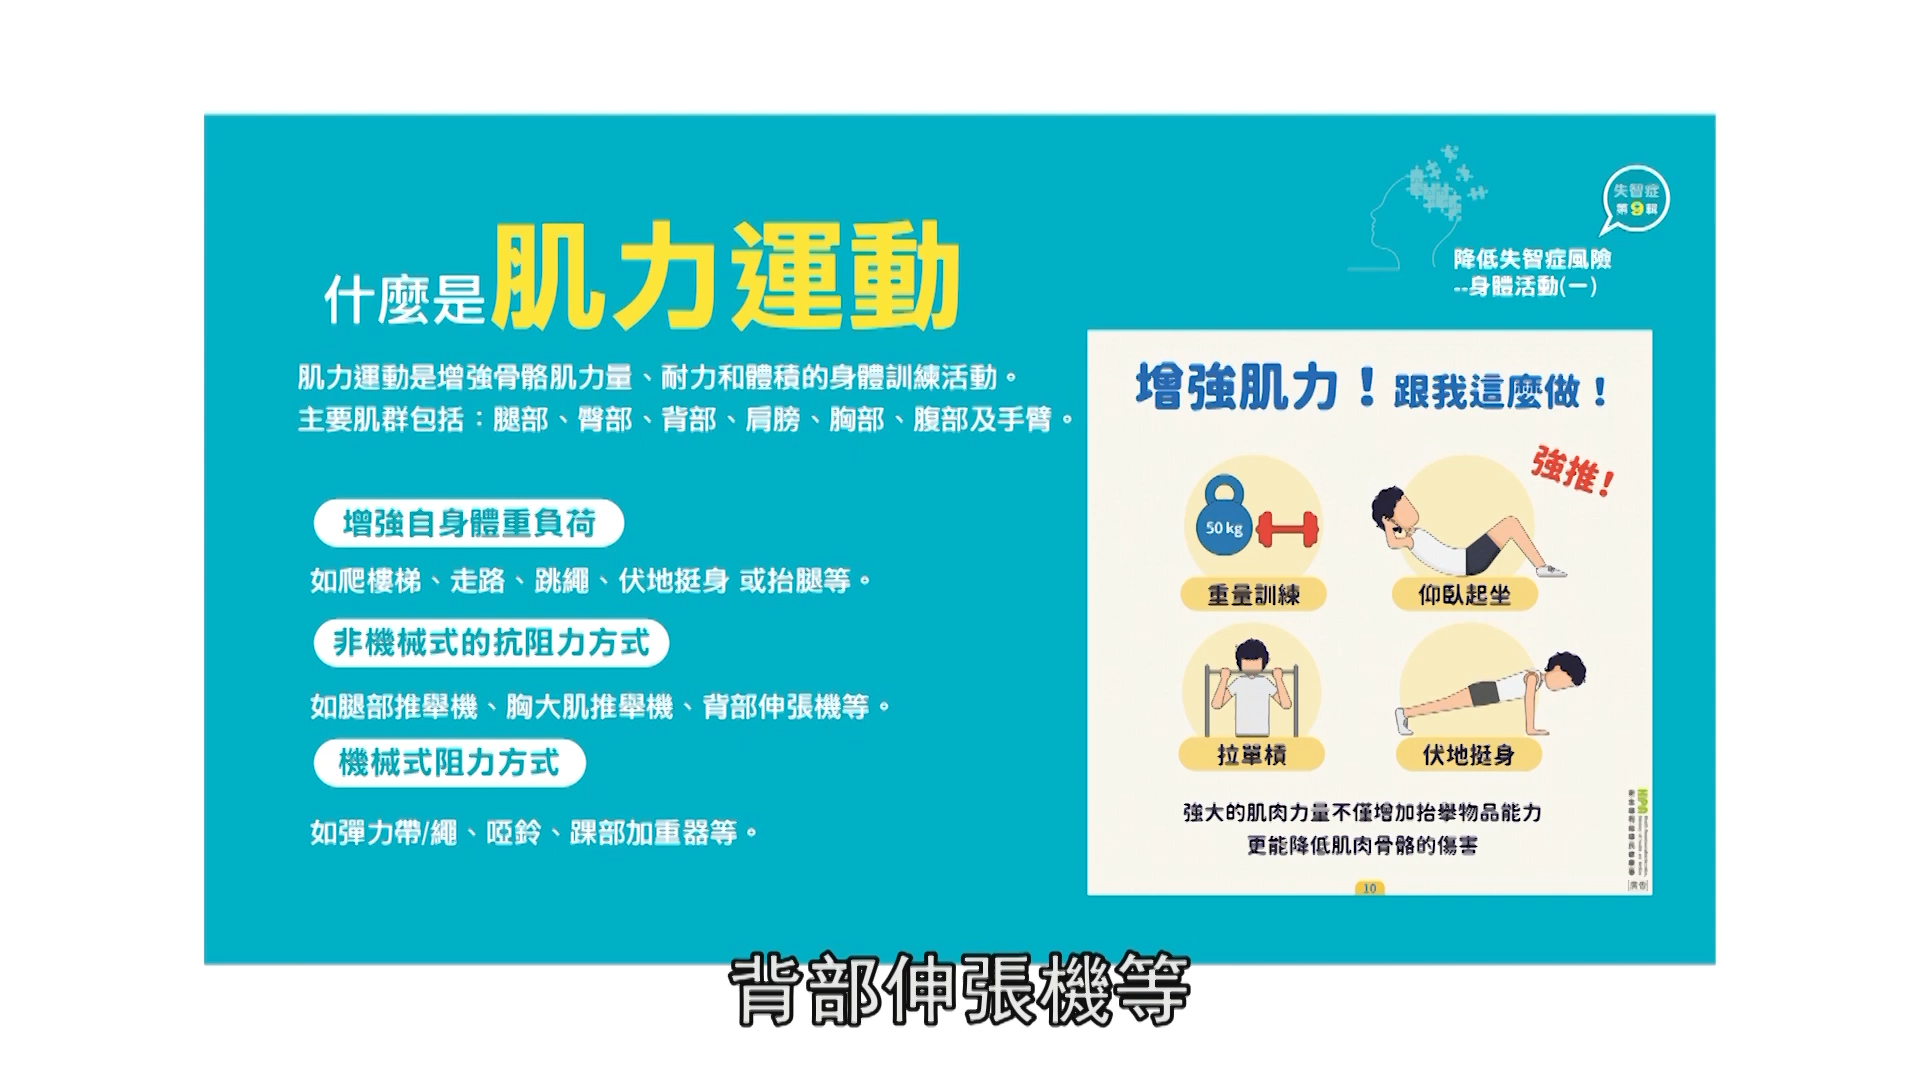 失智症
第9輯
降低失智症風險
--身體活動(一)
什麼是肌力運動
肌力運動是增強骨骼肌力量、耐力和體積的身體訓練活動。
主要肌群包括：腿部、臀部、背部、肩膀、胸部、腹部及手臂。
增強自身體重負荷
如爬樓梯、走路、跳繩、伏地挺身 或抬腿等。
非機械式的抗阻力方式
如腿部推舉機、胸大肌推舉機、背部伸張機等。
機械式阻力方式
如彈力帶/繩、啞鈴、踝部加重器等。
增強肌力！跟我這麼做！
強推！
50 kg
重量訓練
仰臥起坐
拉單槓
伏地挺身
強大的肌肉力量不僅增加抬舉物品能力
更能降低肌肉骨骼的傷害
10
HPA
[廣告]
背部伸張機等